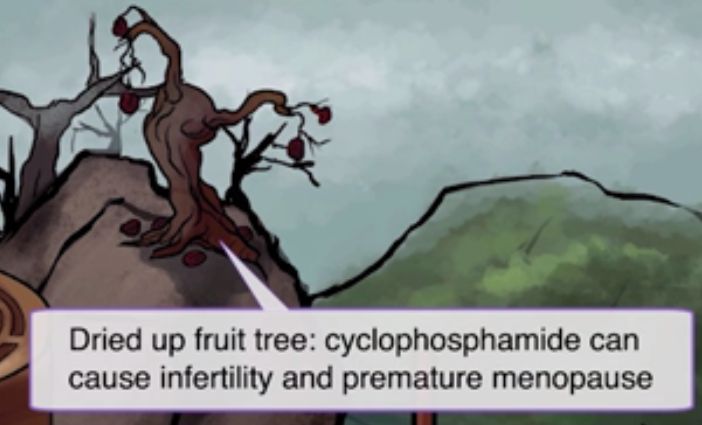 Dried up fruit tree: cyclophosphamide can
cause infertility and premature menopause